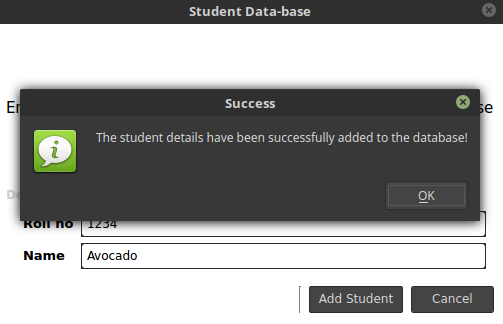 Student Data-base
Success
The student details have been successfully added to the database!
OK
Roll no 1234
Name Avocado
Add Student Cancel